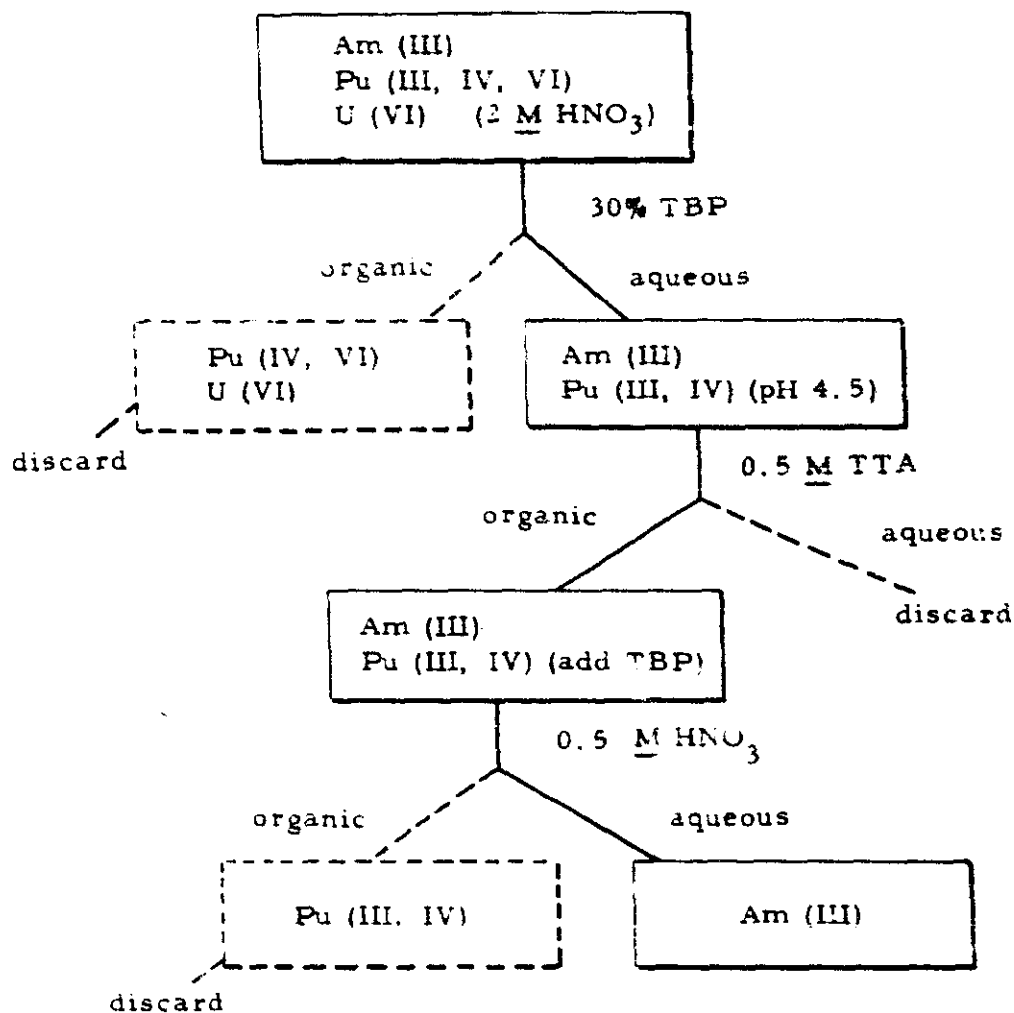 Am (III)
Pu (III, IV, VI)
U (VI) (2 M HNO3)
30% TBP
organic
aqueous
Pu (IV, VI)
U (VI)
Am (III)
Pu (III, IV) (pH 4.5)
discard
0.5 M TTA
organic
aqueous
discard
Am (III)
Pu (III, IV) (add TBP)
0.5 M HNO3
organic
aqueous
Pu (III, IV)
Am (III)
discard